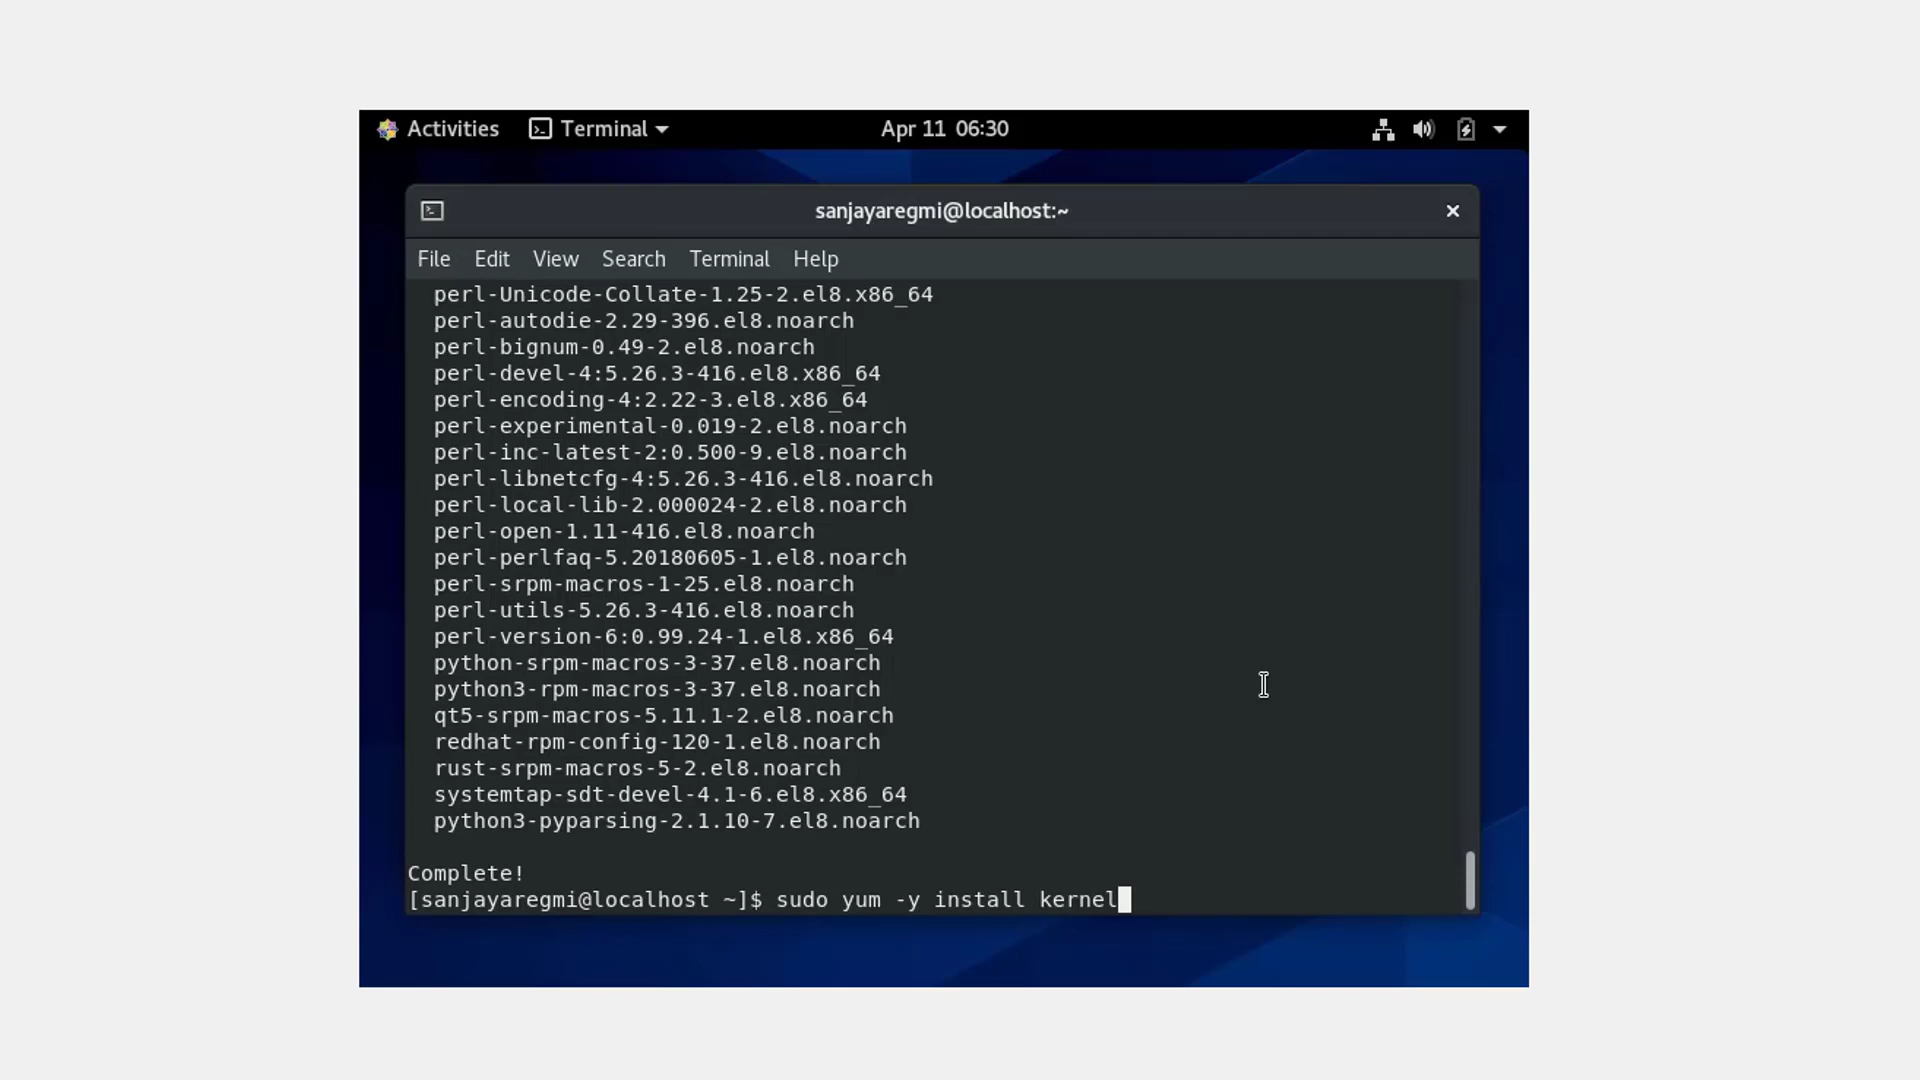 Activities Terminal Apr 11 06:30
sanjayaregmi@localhost:~
File Edit View Search Terminal Help
perl-Unicode-Collate-1.25-2.el8.x86_64
perl-autodie-2.29-396.el8.noarch
perl-bignum-0.49-2.el8.noarch
perl-devel-4:5.26.3-416.el8.x86_64
perl-encoding-4:2.22-3.el8.x86_64
perl-experimental-0.019-2.el8.noarch
perl-inc-latest-2:0.500-9.el8.noarch
perl-libnetcfg-4:5.26.3-416.el8.noarch
perl-local-lib-2.000024-2.el8.noarch
perl-open-1.11-416.el8.noarch
perl-perlfaq-5.20180605-1.el8.noarch
perl-srpm-macros-1-25.el8.noarch
perl-utils-5.26.3-416.el8.noarch
perl-version-6:0.99.24-1.el8.x86_64
python-srpm-macros-3-37.el8.noarch
python3-rpm-macros-3-37.el8.noarch
qt5-srpm-macros-5.11.1-2.el8.noarch
redhat-rpm-config-120-1.el8.noarch
rust-srpm-macros-5-2.el8.noarch
systemtap-sdt-devel-4.1-6.el8.x86_64
python3-pyparsing-2.1.10-7.el8.noarch
Complete!
[sanjayaregmi@localhost ~]$ sudo yum -y install kernel